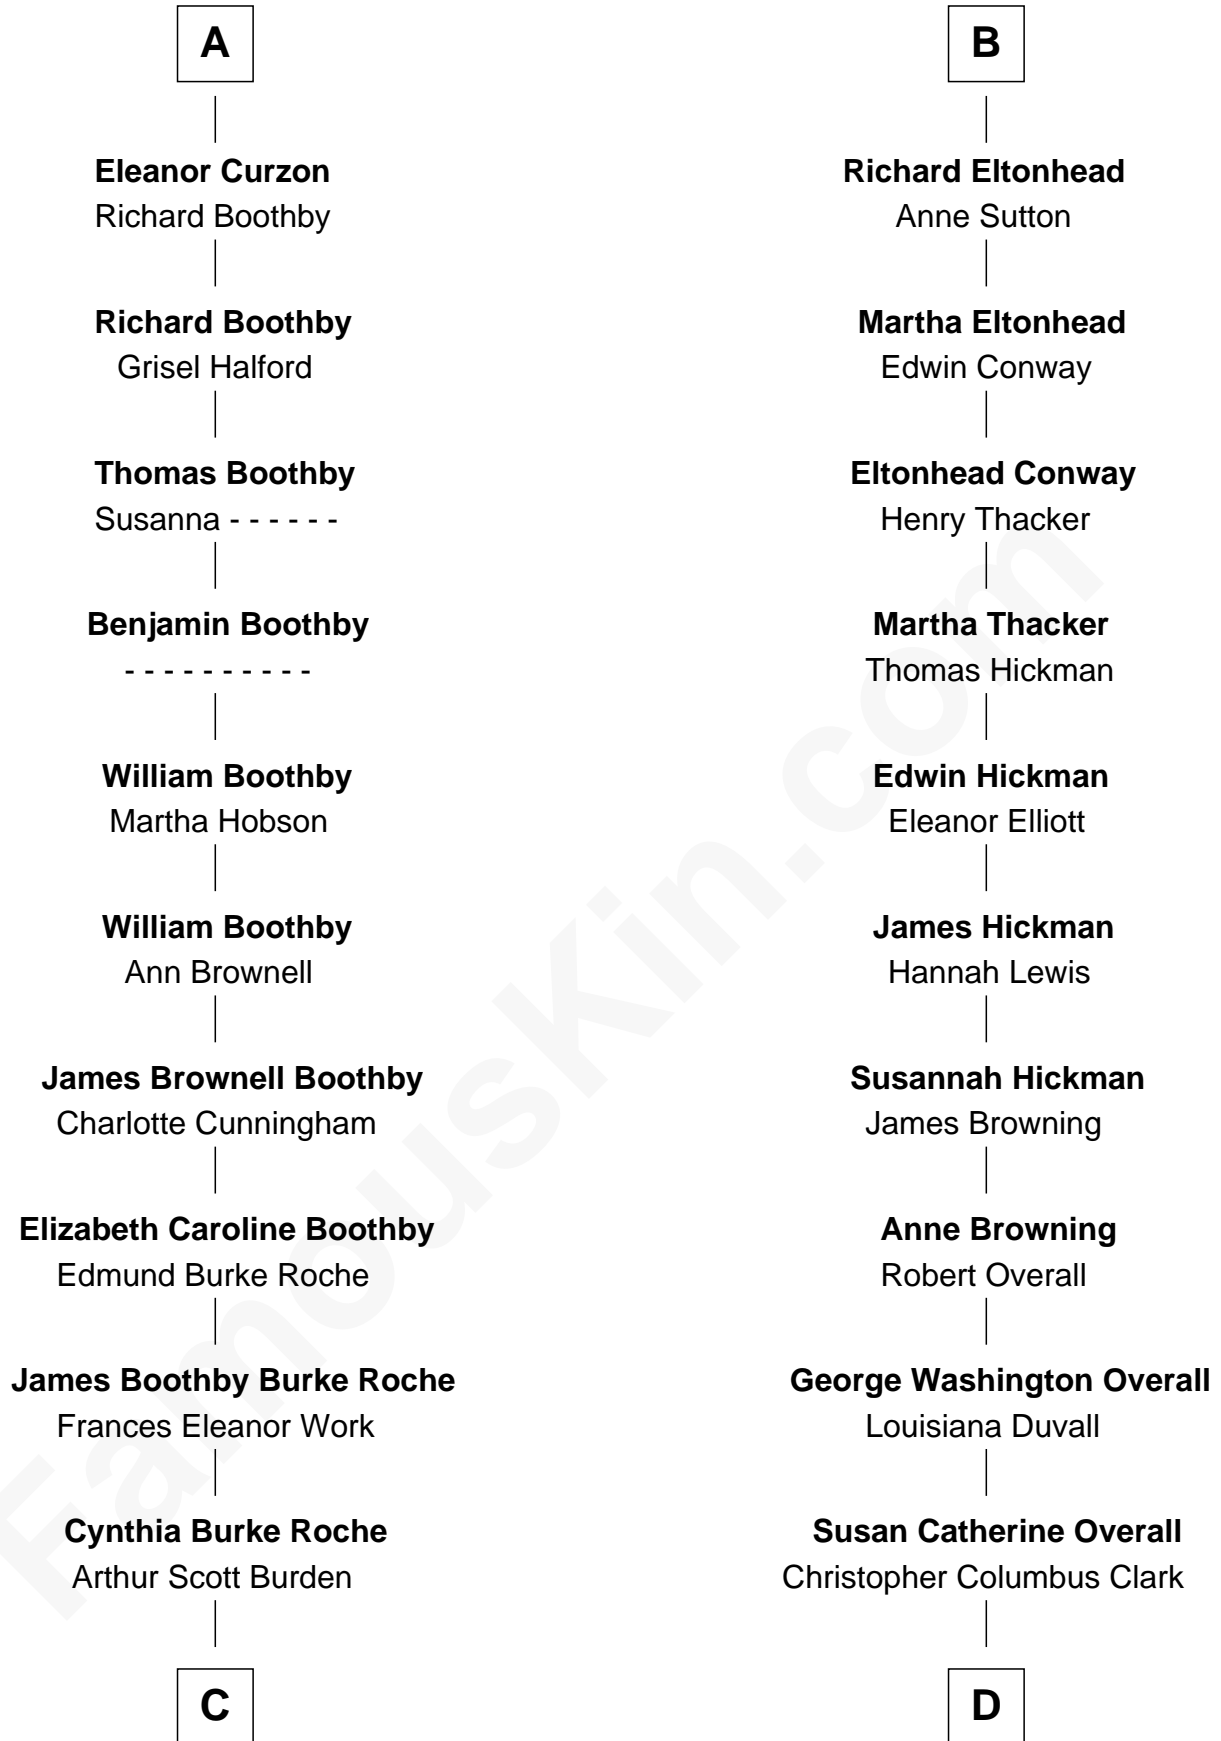 A
Eleanor Curzon
Richard Boothby
Richard Boothby
Grisel Halford
Thomas Boothby
Susanna - - - - - -
Benjamin Boothby
- - - - - - - - - -
William Boothby
Martha Hobson
William Boothby
Ann Brownell
James Brownell Boothby
Charlotte Cunningham
Elizabeth Caroline Boothby
Edmund Burke Roche
James Boothby Burke Roche
Frances Eleanor Work
Cynthia Burke Roche
Arthur Scott Burden
C
B
Richard Eltonhead
Anne Sutton
Martha Eltonhead
Edwin Conway
Eltonhead Conway
Henry Thacker
Martha Thacker
Thomas Hickman
Edwin Hickman
Eleanor Elliott
James Hickman
Hannah Lewis
Susannah Hickman
James Browning
Anne Browning
Robert Overall
George Washington Overall
Louisiana Duvall
Susan Catherine Overall
Christopher Columbus Clark
D
FamousKin.com